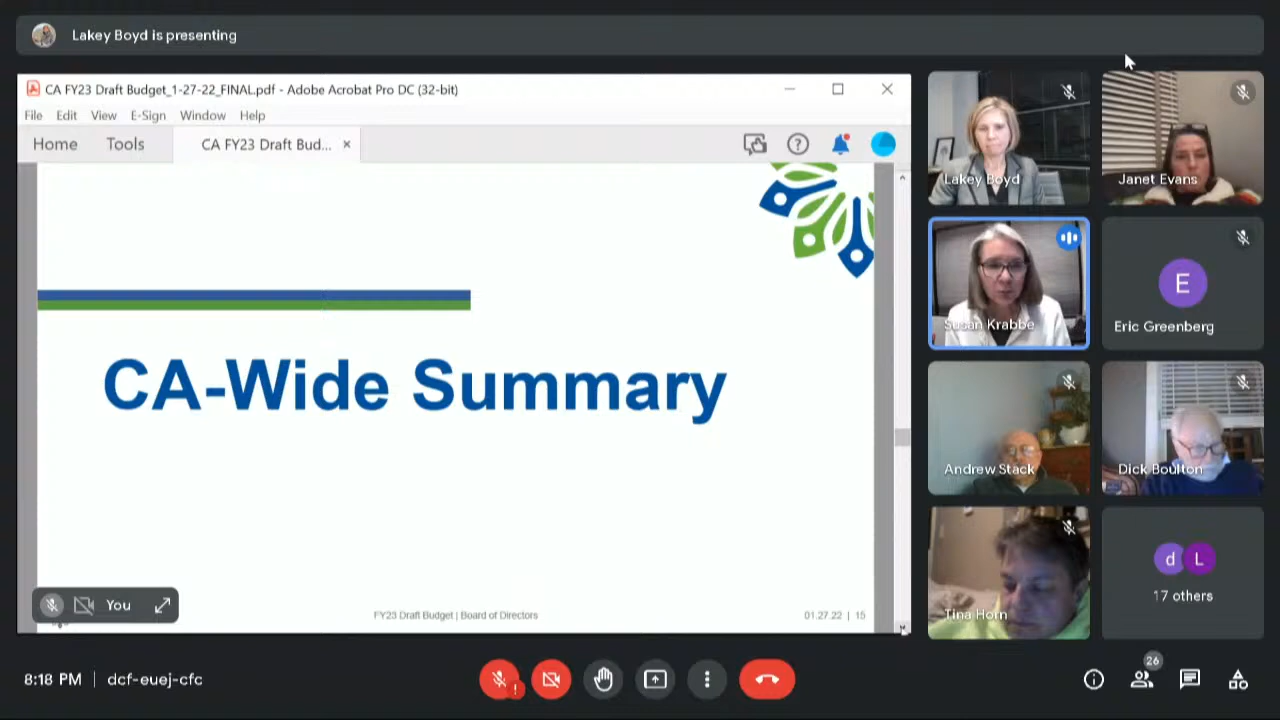 Lakey Boyd is presenting
CA FY23 Draft Budget_1-27-22_FINAL.pdf - Adobe Acrobat Pro DC (32-bit)
File Edit View E-Sign Window Help
Home Tools CA FY23 Draft Bud...
CA-Wide Summary
FY23 Draft Budget | Board of Directors 01.27.22 | 15
You
Lakey Boyd
Janet Evans
Susan Krabbe
E
Eric Greenberg
Andrew Stack
Dick Boulton
Tina Horn
d L
17 others
8:18 PM | dcf-euej-cfc
26